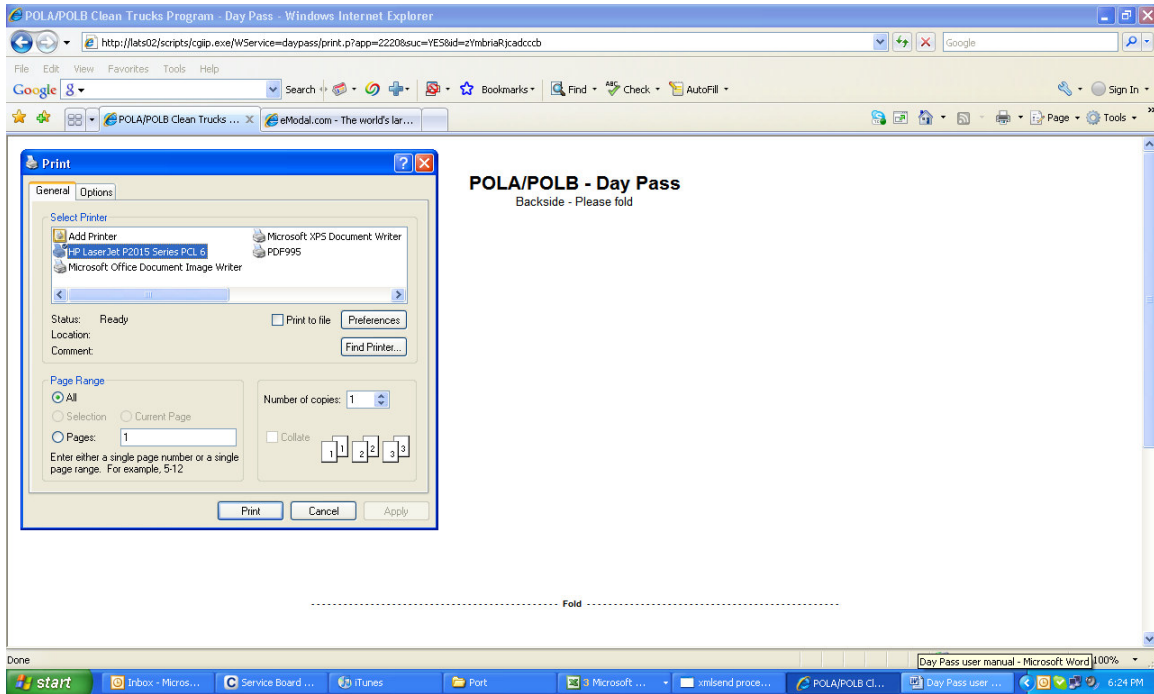 POLA/POLB Clean Trucks Program - Day Pass - Windows Internet Explorer
http://lats02/scripts/cgiip.exe/WService=daypass/print.p?app=2220&suc=YES&id=zYmbriaRjcadcccb
Google
File Edit View Favorites Tools Help
Google Search Bookmarks Find Check AutoFill Sign In
POLA/POLB Clean Trucks ... eModal.com - The world's lar... Page Tools
Print
General Options
Select Printer
Add Printer Microsoft XPS Document Writer
HP LaserJet P2015 Series PCL 6 PDF995
Microsoft Office Document Image Writer
Status: Ready Print to file Preferences
Location:
Comment: Find Printer...
Page Range
All Number of copies: 1
Selection Current Page
Pages: 1 Collate
1 1 2 2 3 3
Enter either a single page number or a single
page range. For example, 5-12
Print Cancel Apply
POLA/POLB - Day Pass
Backside - Please fold
Fold
Done 100%
Day Pass user manual - Microsoft Word
start Inbox - Micros... Service Board ... iTunes Port 3 Microsoft ... xmlsend proce... POLA/POLB Cl... Day Pass user ... 6:24 PM